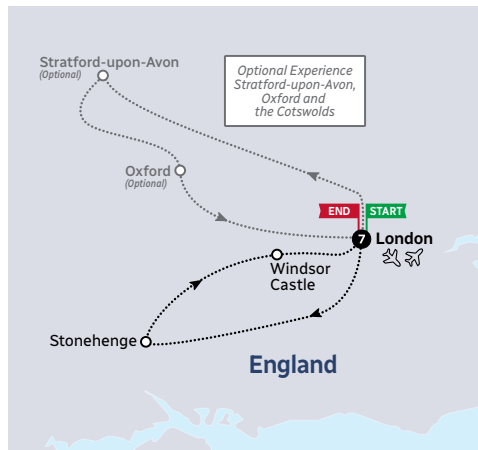 Stratford-upon-Avon
(Optional)
Optional Experience
Stratford-upon-Avon,
Oxford and
the Cotswolds
Oxford
(Optional)
END
START
7
London
Windsor
Castle
Stonehenge
England